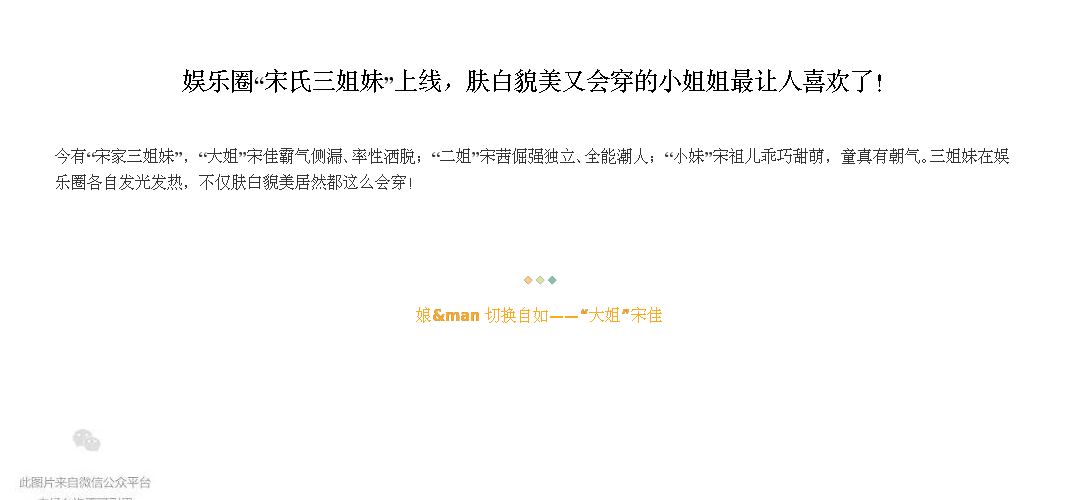 娱乐圈“宋氏三姐妹”上线，肤白貌美又会穿的小姐姐最让人喜欢了！
今有“宋家三姐妹”，“大姐”宋佳霸气侧漏、率性洒脱；“二姐”宋茜倔强独立、全能潮人；“小妹”宋祖儿乖巧甜萌，童真有朝气。三姐妹在娱
乐圈各自发光发热，不仅肤白貌美居然都这么会穿！
娘&man 切换自如——“大姐”宋佳
此图片来自微信公众平台